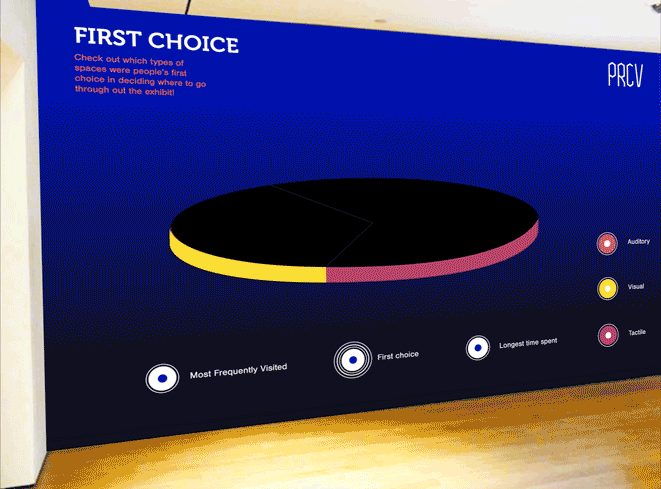 FIRST CHOICE
Check out which types of
spaces were people's first
choice in deciding where to go
through out the exhibit!
PRCV
Auditory
Visual
Tactile
Most Frequently Visited
First choice
Longest time spent